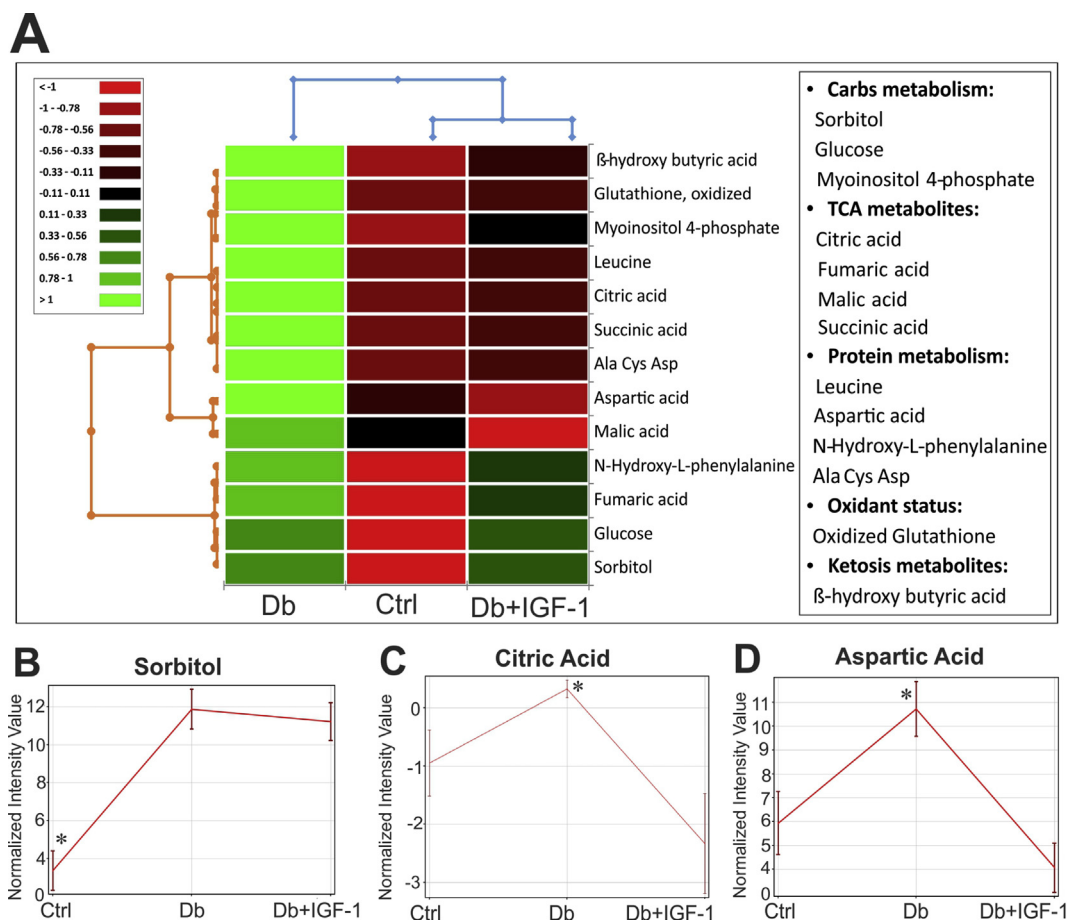 A
< -1
-1 - -0.78
-0.78 - -0.56
-0.56 - -0.33
-0.33 - -0.11
-0.11 - 0.11
0.11 - 0.33
0.33 - 0.56
0.56 - 0.78
0.78 - 1
> 1
ß-hydroxy butyric acid
Glutathione, oxidized
Myoinositol 4-phosphate
Leucine
Citric acid
Succinic acid
Ala Cys Asp
Aspartic acid
Malic acid
N-Hydroxy-L-phenylalanine
Fumaric acid
Glucose
Sorbitol
Db Ctrl Db+IGF-1
• Carbs metabolism:
Sorbitol
Glucose
Myoinositol 4-phosphate
• TCA metabolites:
Citric acid
Fumaric acid
Malic acid
Succinic acid
• Protein metabolism:
Leucine
Aspartic acid
N-Hydroxy-L-phenylalanine
Ala Cys Asp
• Oxidant status:
Oxidized Glutathione
• Ketosis metabolites:
ß-hydroxy butyric acid
B
Sorbitol
Normalized Intensity Value
12
10
8
6
4
0
*
Ctrl Db Db+IGF-1
C
Citric Acid
Normalized Intensity Value
0
-1
-2
-3
*
Ctrl Db Db+IGF-1
D
Aspartic Acid
Normalized Intensity Value
11
10
9
8
7
6
5
4
0
*
Ctrl Db Db+IGF-1